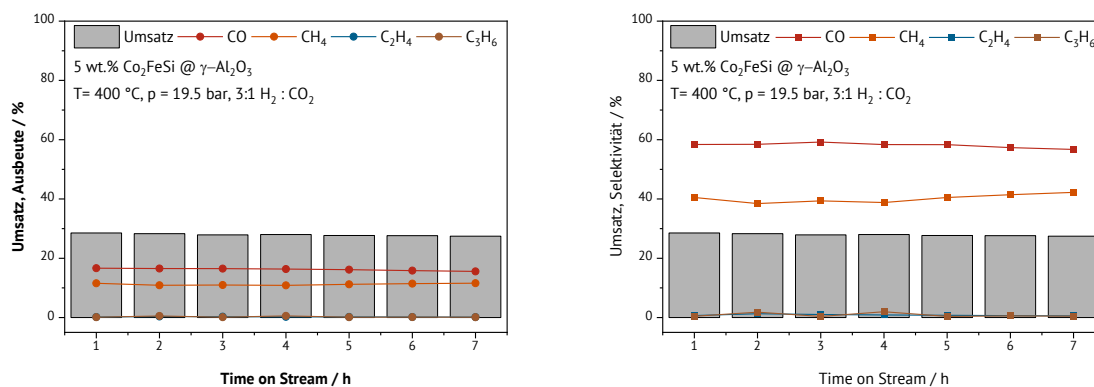 100
80
60
40
20
0
Umsatz, Ausbeute / %
Umsatz CO CH₄ C₂H₄ C₃H₆
5 wt.% Co₂FeSi @ γ–Al₂O₃
T= 400 °C, p = 19.5 bar, 3:1 H₂ : CO₂
1 2 3 4 5 6 7
Time on Stream / h
100
80
60
40
20
0
Umsatz, Selektivität / %
Umsatz CO CH₄ C₂H₄ C₃H₆
5 wt.% Co₂FeSi @ γ–Al₂O₃
T= 400 °C, p = 19.5 bar, 3:1 H₂ : CO₂
1 2 3 4 5 6 7
Time on Stream / h